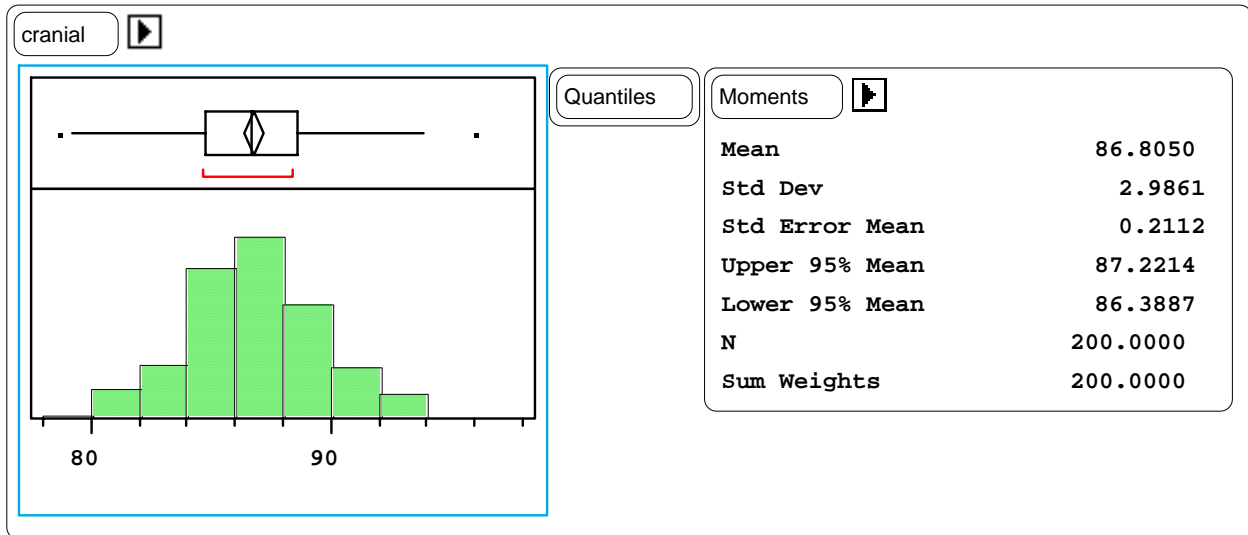 cranial
80 90
Quantiles
Moments
Mean 86.8050
Std Dev 2.9861
Std Error Mean 0.2112
Upper 95% Mean 87.2214
Lower 95% Mean 86.3887
N 200.0000
Sum Weights 200.0000